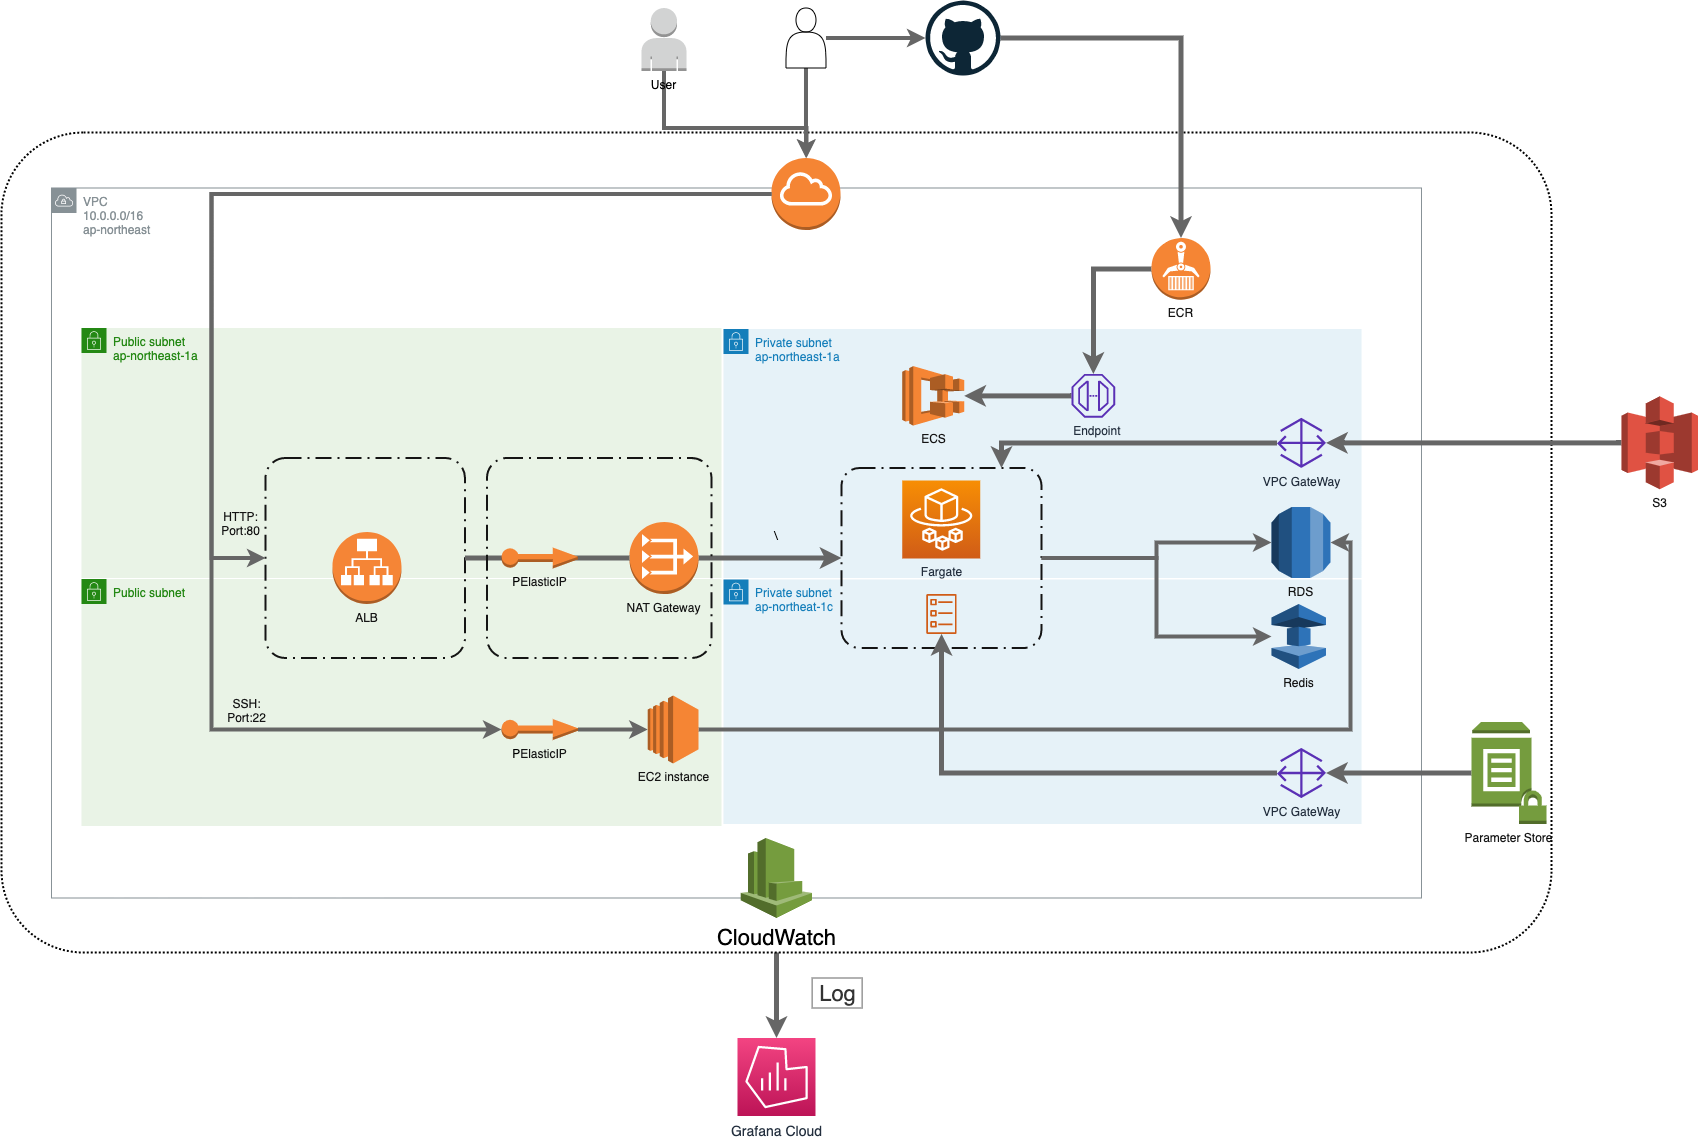 User
VPC
10.0.0.0/16
ap-northeast
ECR
Public subnet
ap-northeast-1a
Private subnet
ap-northeast-1a
ECS
Endpoint
VPC GateWay
S3
HTTP:
Port:80
\
PElasticIP
Fargate
Public subnet
NAT Gateway
ALB
Private subnet
ap-northeat-1c
RDS
Redis
SSH:
Port:22
PElasticIP
EC2 instance
VPC GateWay
Parameter Store
CloudWatch
Log
Grafana Cloud